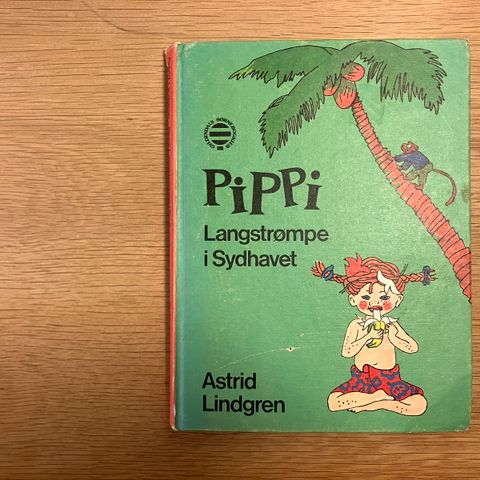 PiPPi
Langstrømpe
i Sydhavet
Astrid
Lindgren